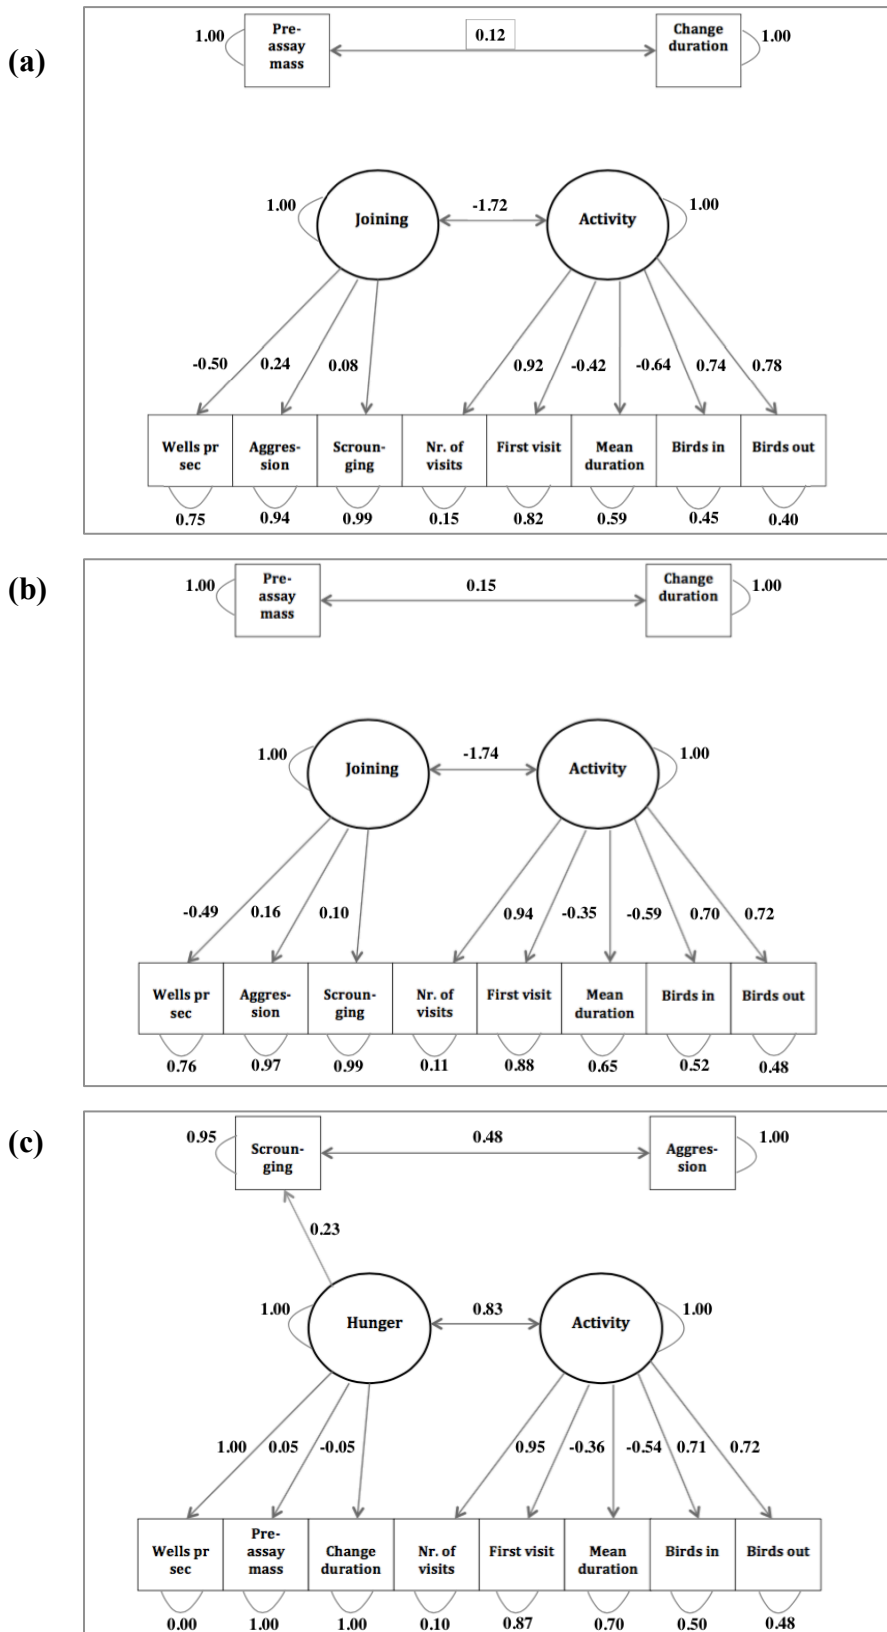 (a)
1.00
Pre-
assay
mass
0.12
Change
duration
1.00
1.00
Joining
-1.72
Activity
1.00
-0.50 0.24 0.08 0.92 -0.42 -0.64 0.74 0.78
Wells pr
sec
Aggres-
sion
Scroun-
ging
Nr. of
visits
First visit
Mean
duration
Birds in
Birds out
0.75 0.94 0.99 0.15 0.82 0.59 0.45 0.40
(b)
1.00
Pre-
assay
mass
0.15
Change
duration
1.00
1.00
Joining
-1.74
Activity
1.00
-0.49 0.16 0.10 0.94 -0.35 -0.59 0.70 0.72
Wells pr
sec
Aggres-
sion
Scroun-
ging
Nr. of
visits
First visit
Mean
duration
Birds in
Birds out
0.76 0.97 0.99 0.11 0.88 0.65 0.52 0.48
(c)
0.95
Scroun-
ging
0.48
Aggres-
sion
1.00
0.23
1.00
Hunger
0.83
Activity
1.00
1.00 0.05 -0.05 0.95 -0.36 -0.54 0.71 0.72
Wells pr
sec
Pre-
assay
mass
Change
duration
Nr. of
visits
First visit
Mean
duration
Birds in
Birds out
0.00 1.00 1.00 0.10 0.87 0.70 0.50 0.48